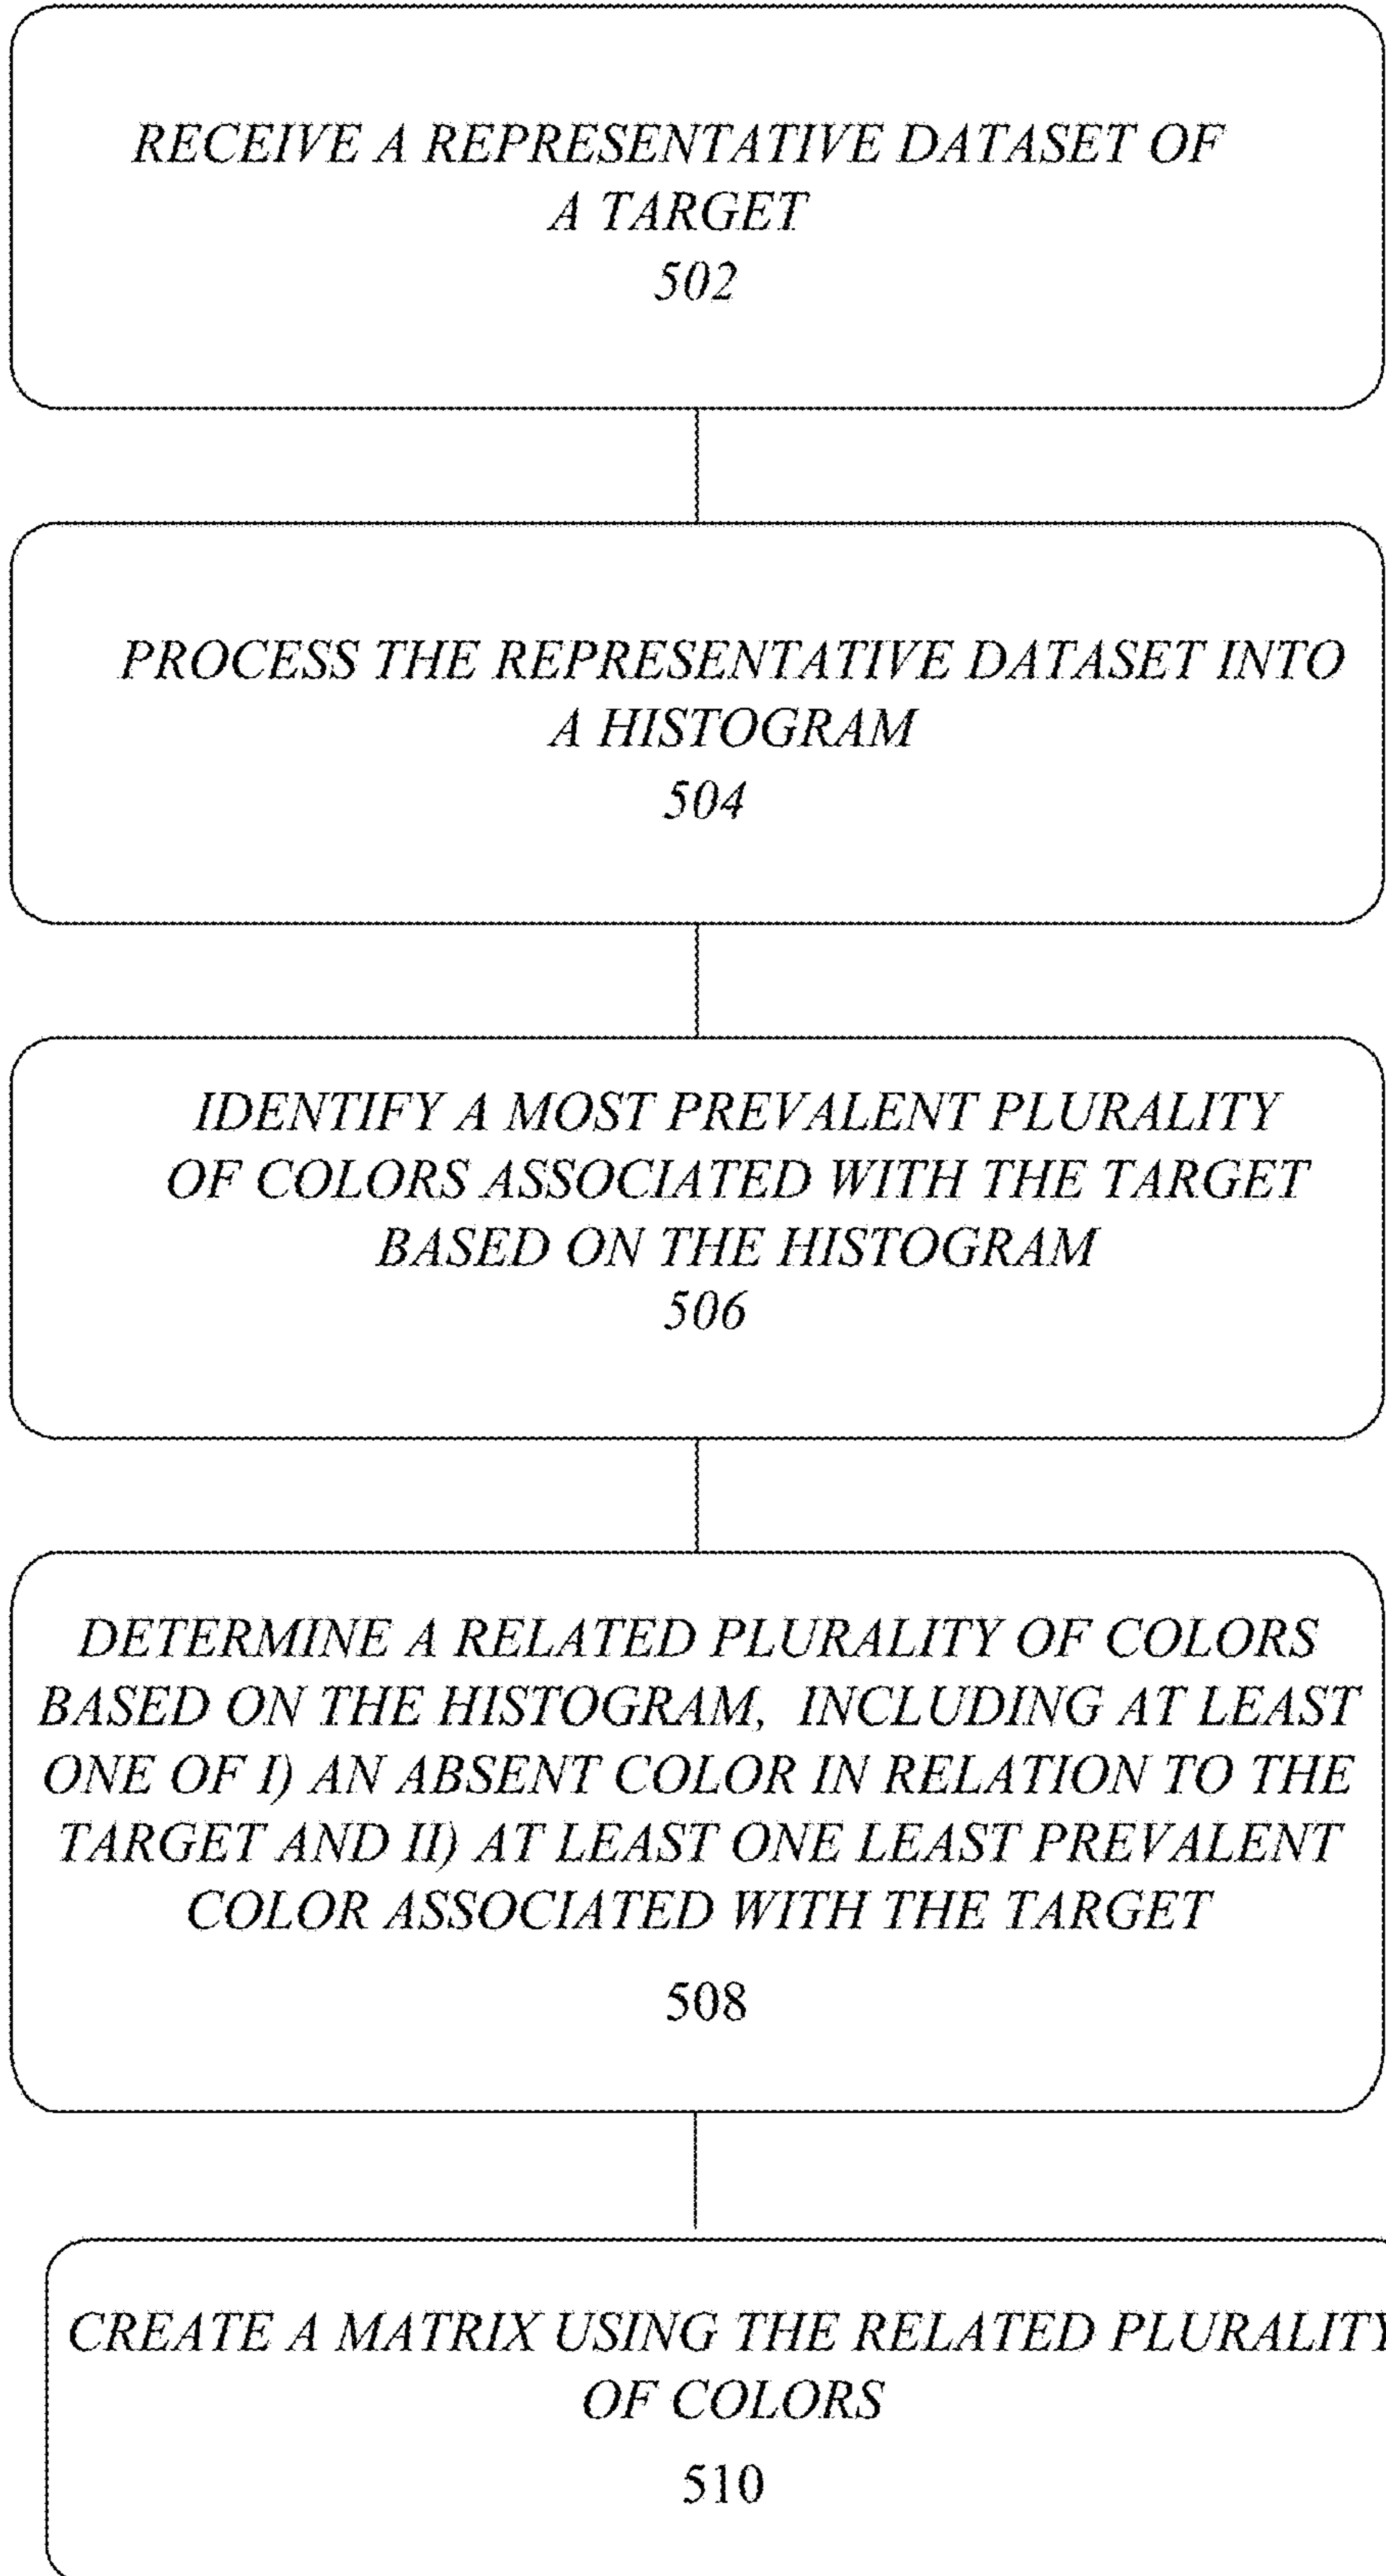 RECEIVE A REPRESENTATIVE DATASET OF
A TARGET
502
PROCESS THE REPRESENTATIVE DATASET INTO
A HISTOGRAM
504
IDENTIFY A MOST PREVALENT PLURALITY
OF COLORS ASSOCIATED WITH THE TARGET
BASED ON THE HISTOGRAM
506
DETERMINE A RELATED PLURALITY OF COLORS
BASED ON THE HISTOGRAM, INCLUDING AT LEAST
ONE OF I) AN ABSENT COLOR IN RELATION TO THE
TARGET AND II) AT LEAST ONE LEAST PREVALENT
COLOR ASSOCIATED WITH THE TARGET
508
CREATE A MATRIX USING THE RELATED PLURALITY
OF COLORS
510